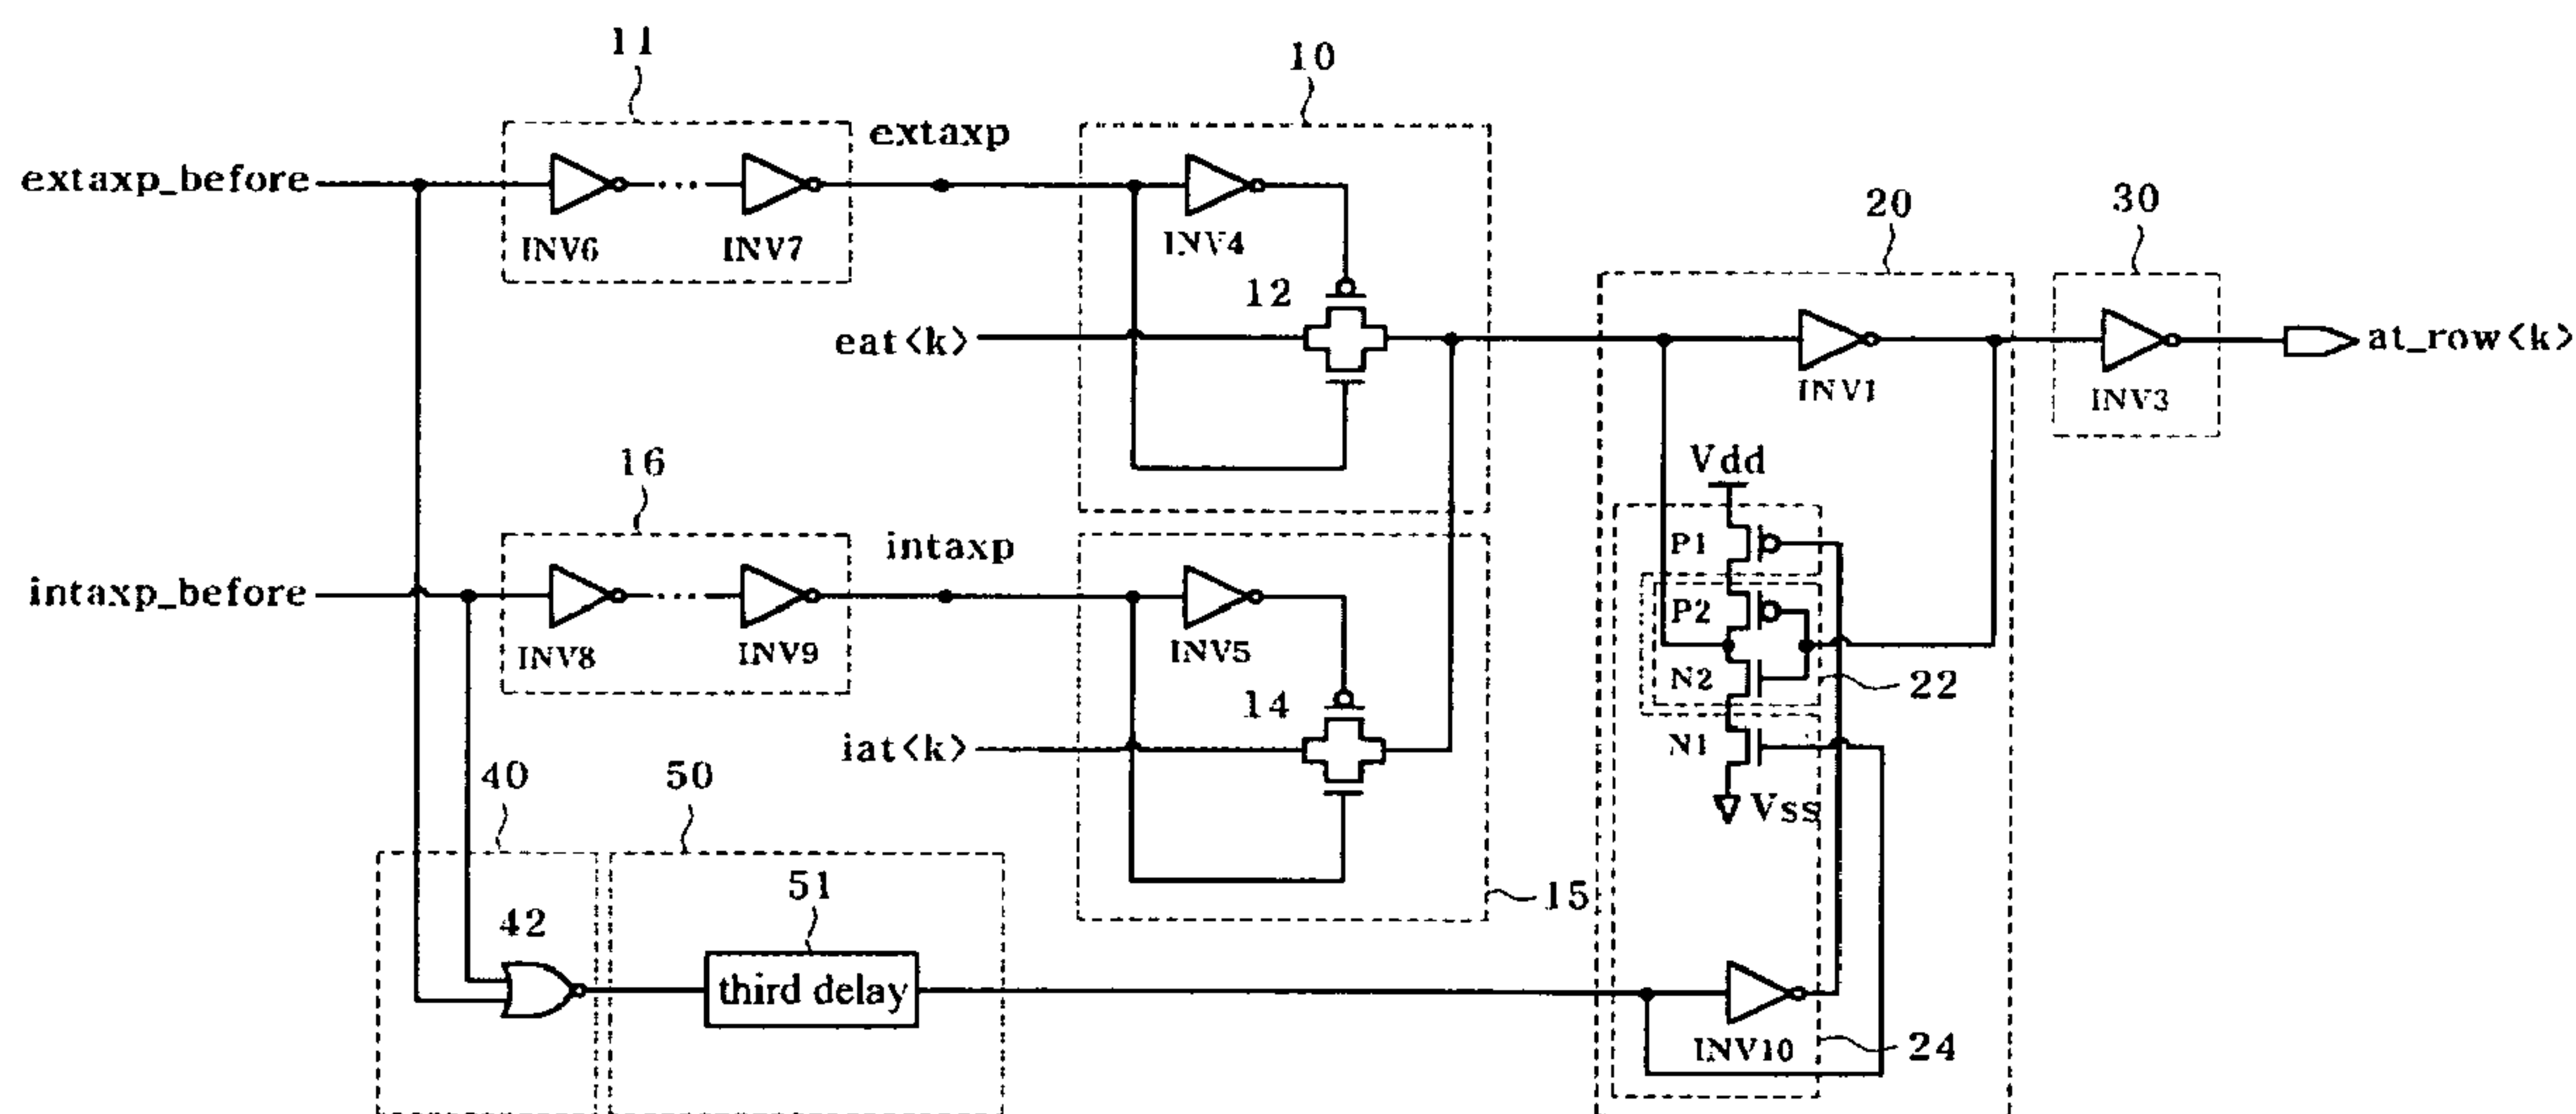 11
10
extaxp
extaxp_before
INV6
...
INV7
INV4
12
eat<k>
20
30
INV1
INV3
at_row<k>
16
intaxp
intaxp_before
INV8
...
INV9
INV5
14
iat<k>
15
Vdd
P1
P2
N2
22
N1
Vss
40
50
42
51
third delay
INV10
24